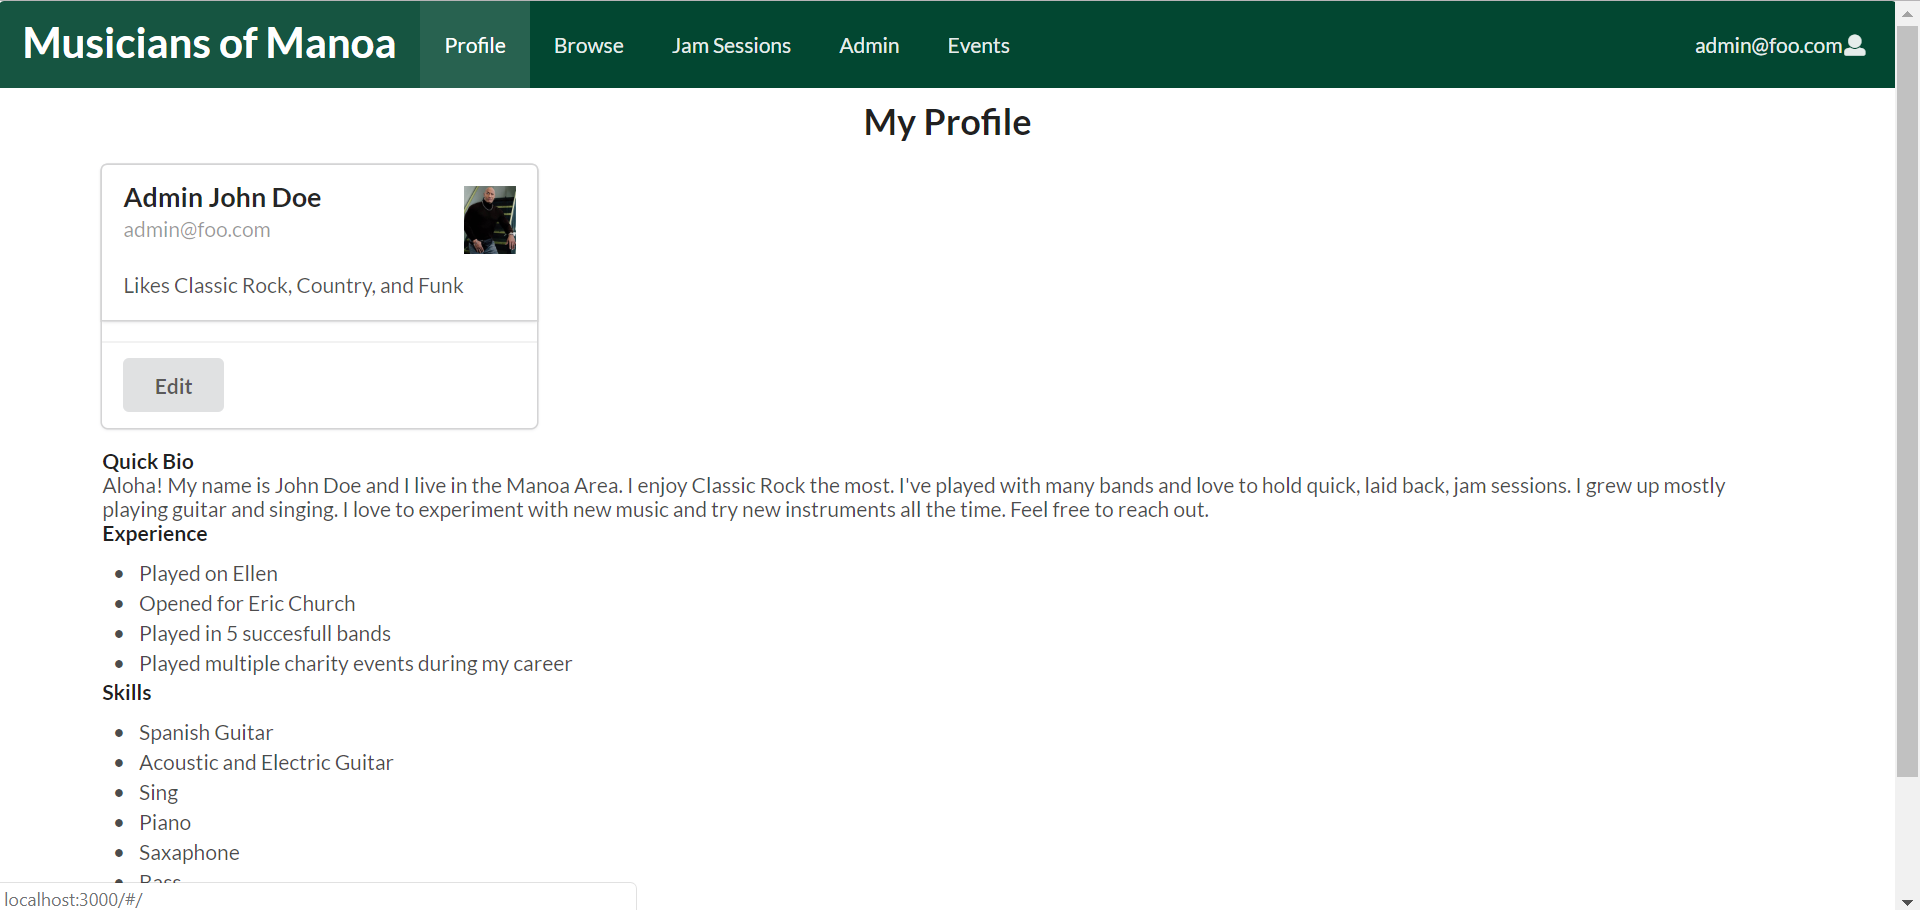 Musicians of Manoa Profile Browse Jam Sessions Admin Events admin@foo.com
My Profile
Admin John Doe
admin@foo.com
Likes Classic Rock, Country, and Funk
Edit
Quick Bio
Aloha! My name is John Doe and I live in the Manoa Area. I enjoy Classic Rock the most. I've played with many bands and love to hold quick, laid back, jam sessions. I grew up mostly
playing guitar and singing. I love to experiment with new music and try new instruments all the time. Feel free to reach out.
Experience
• Played on Ellen
• Opened for Eric Church
• Played in 5 succesfull bands
• Played multiple charity events during my career
Skills
• Spanish Guitar
• Acoustic and Electric Guitar
• Sing
• Piano
• Saxaphone
• Bass
localhost:3000/#/